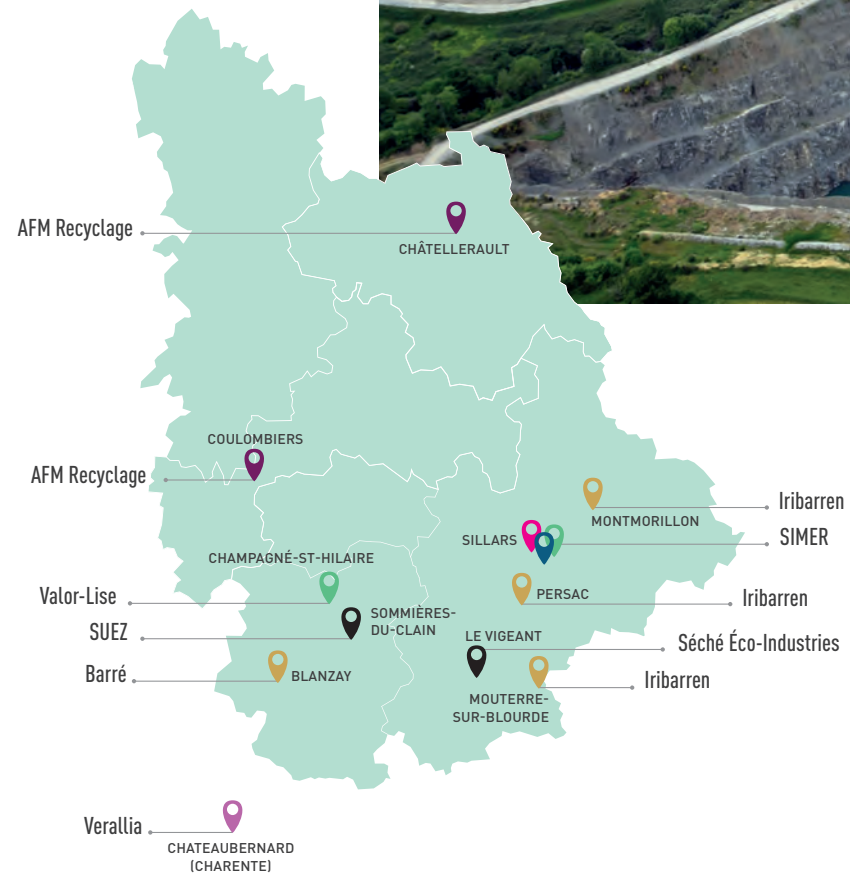 AFM Recyclage
CHÂTELLERAULT
COULOMBIERS
AFM Recyclage
Iribarren
MONTMORILLON
SILLARS
SIMER
CHAMPAGNÉ-ST-HILAIRE
Valor-Lise
PERSAC
Iribarren
SOMMIÈRES-
DU-CLAIN
SUEZ
LE VIGEANT
Séché Éco-Industries
Barré
BLANZAY
Iribarren
MOUTERRE-
SUR-BLOURDE
Verallia
CHATEAUBERNARD
(CHARENTE)